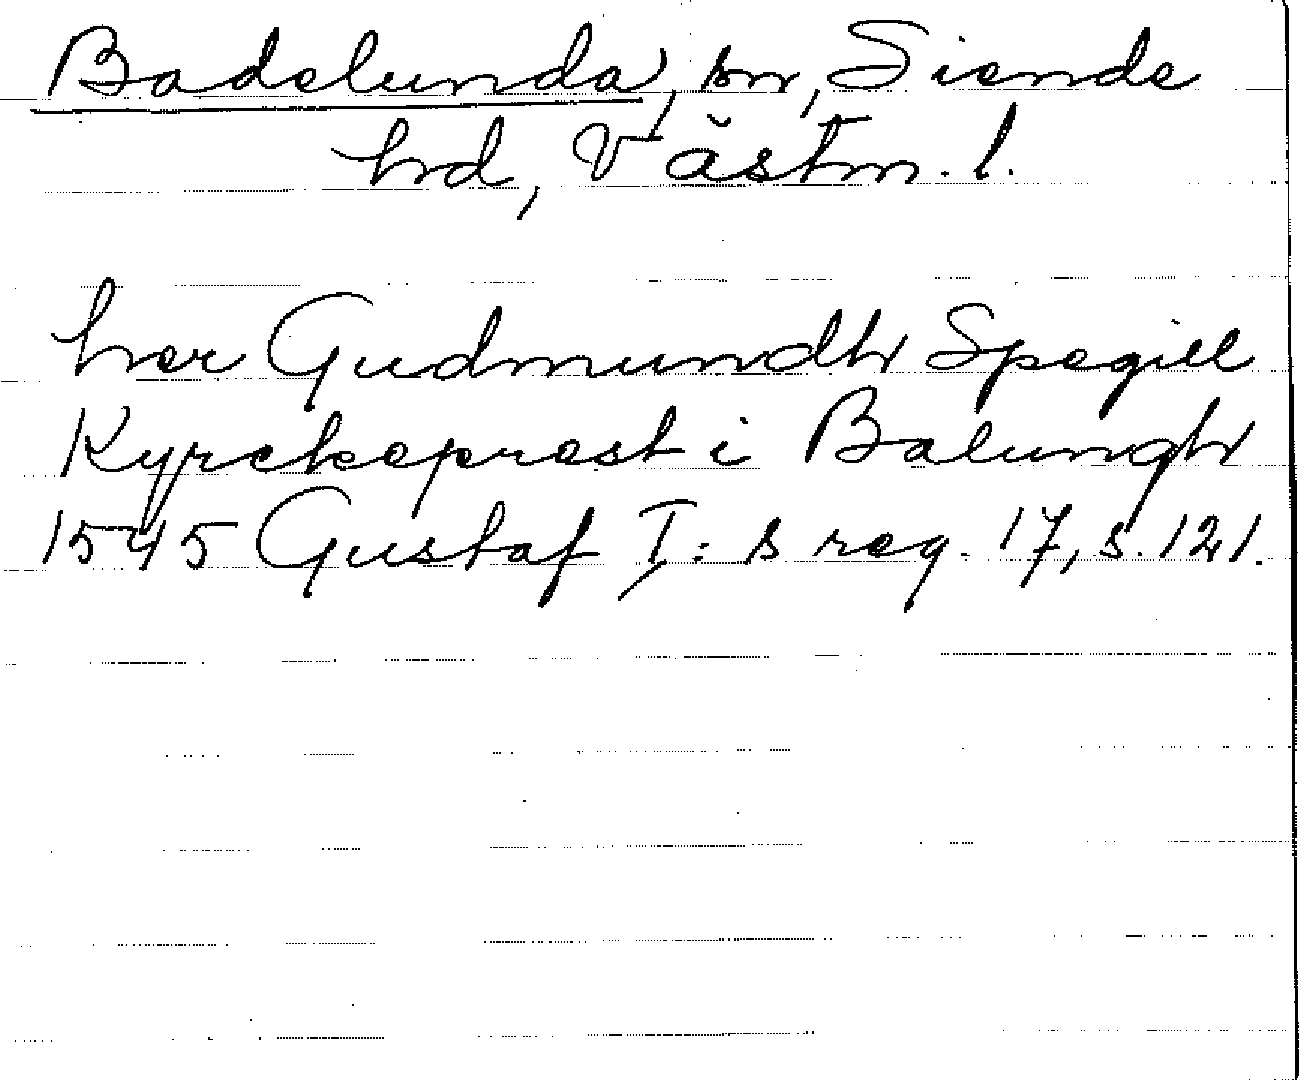 Badelunda, sn, Siende
hd, Västm. l.
her Gudmundh Spegill
Kyrckeprest i Balungh
1545 Gustaf I:s reg. 17, s. 121.